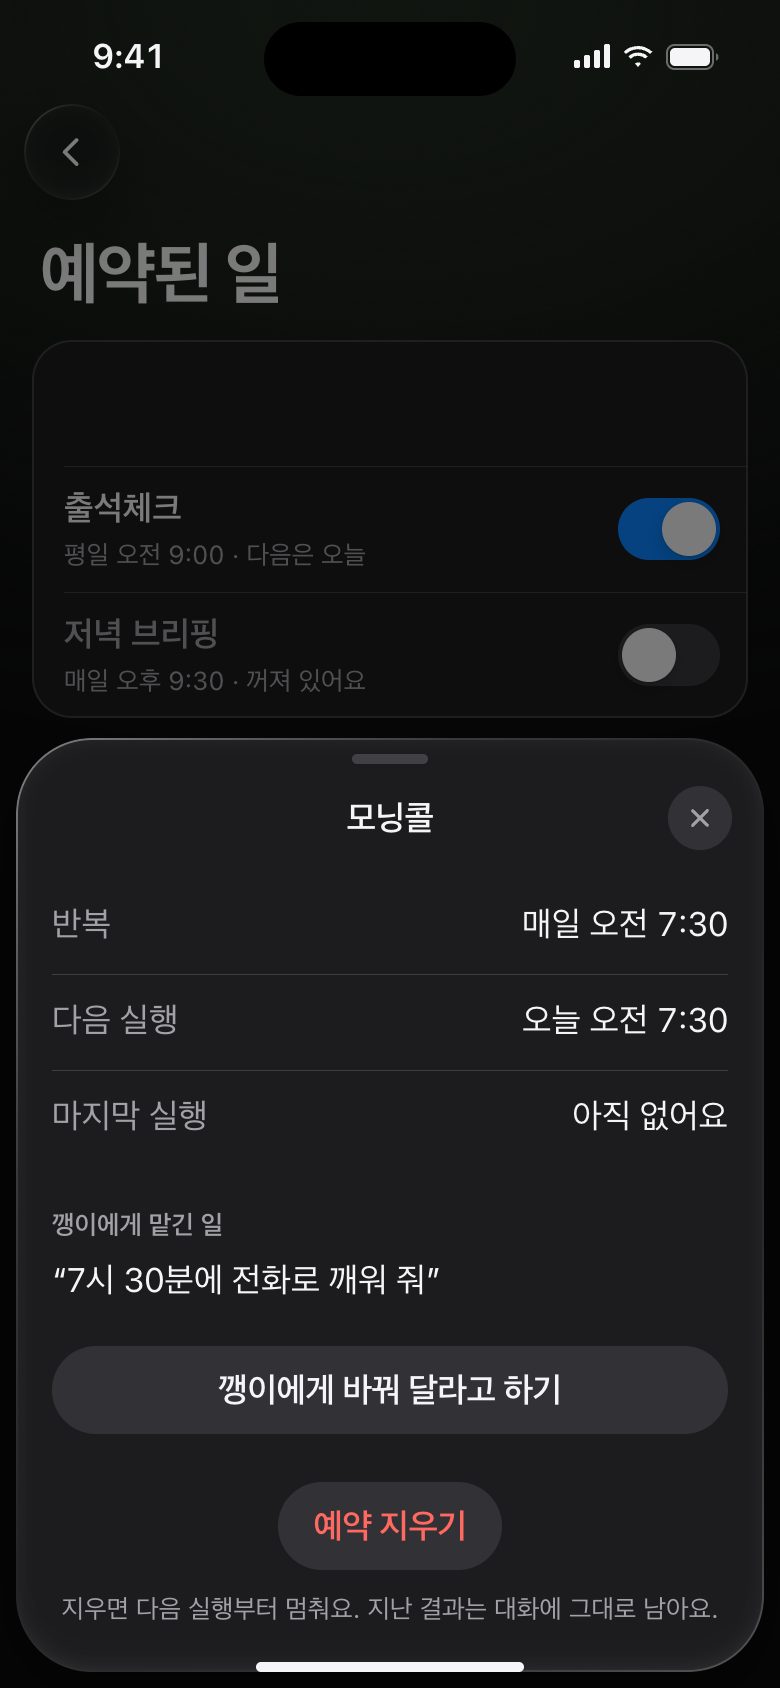 9:41
예약된 일
출석체크
평일 오전 9:00 · 다음은 오늘
저녁 브리핑
매일 오후 9:30 · 꺼져 있어요
모닝콜
반복 매일 오전 7:30
다음 실행 오늘 오전 7:30
마지막 실행 아직 없어요
깽이에게 맡긴 일
“7시 30분에 전화로 깨워 줘”
깽이에게 바꿔 달라고 하기
예약 지우기
지우면 다음 실행부터 멈춰요. 지난 결과는 대화에 그대로 남아요.